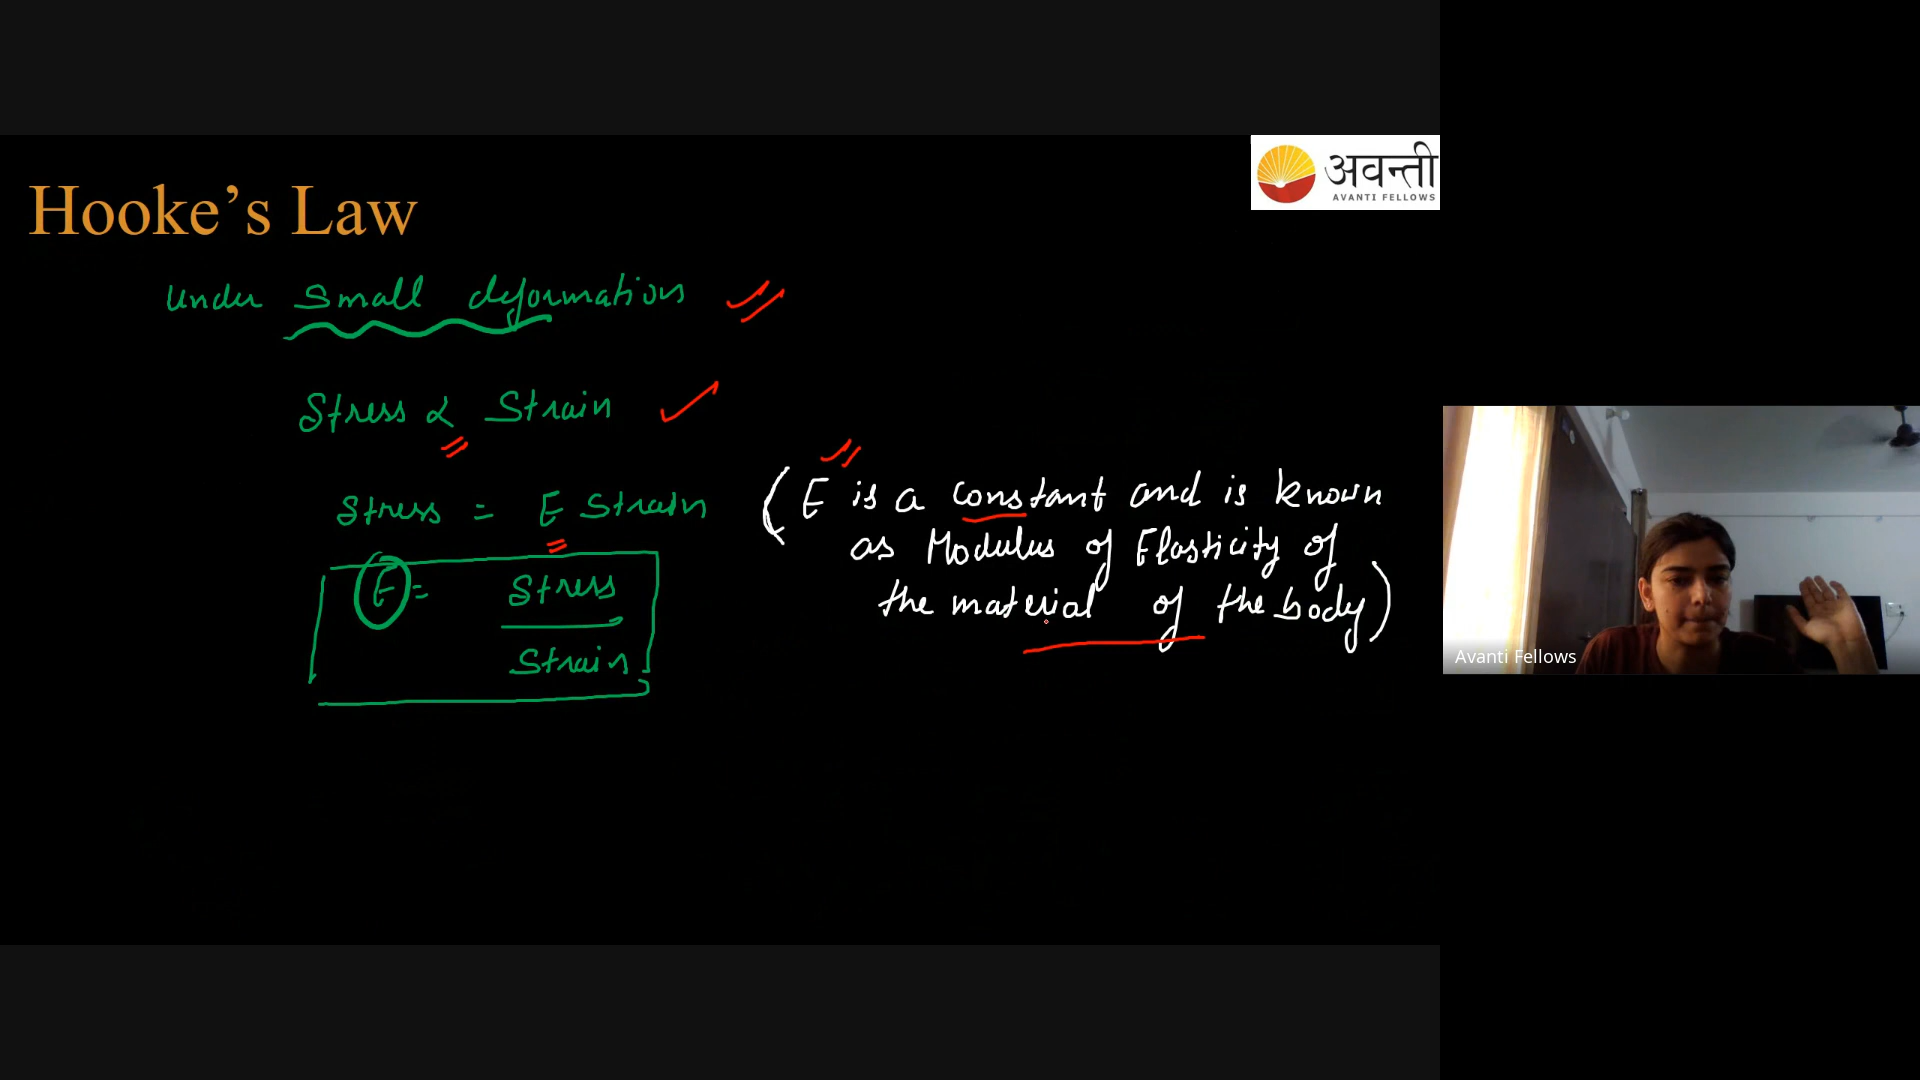 अवन्ती
AVANTI FELLOWS
Hooke's Law
Under Small deformations
Stress ∝ Strain
Stress = E Strain
E = Stress
Strain
(E is a constant and is known
as Modulus of Elasticity of
the material of the body)
Avanti Fellows